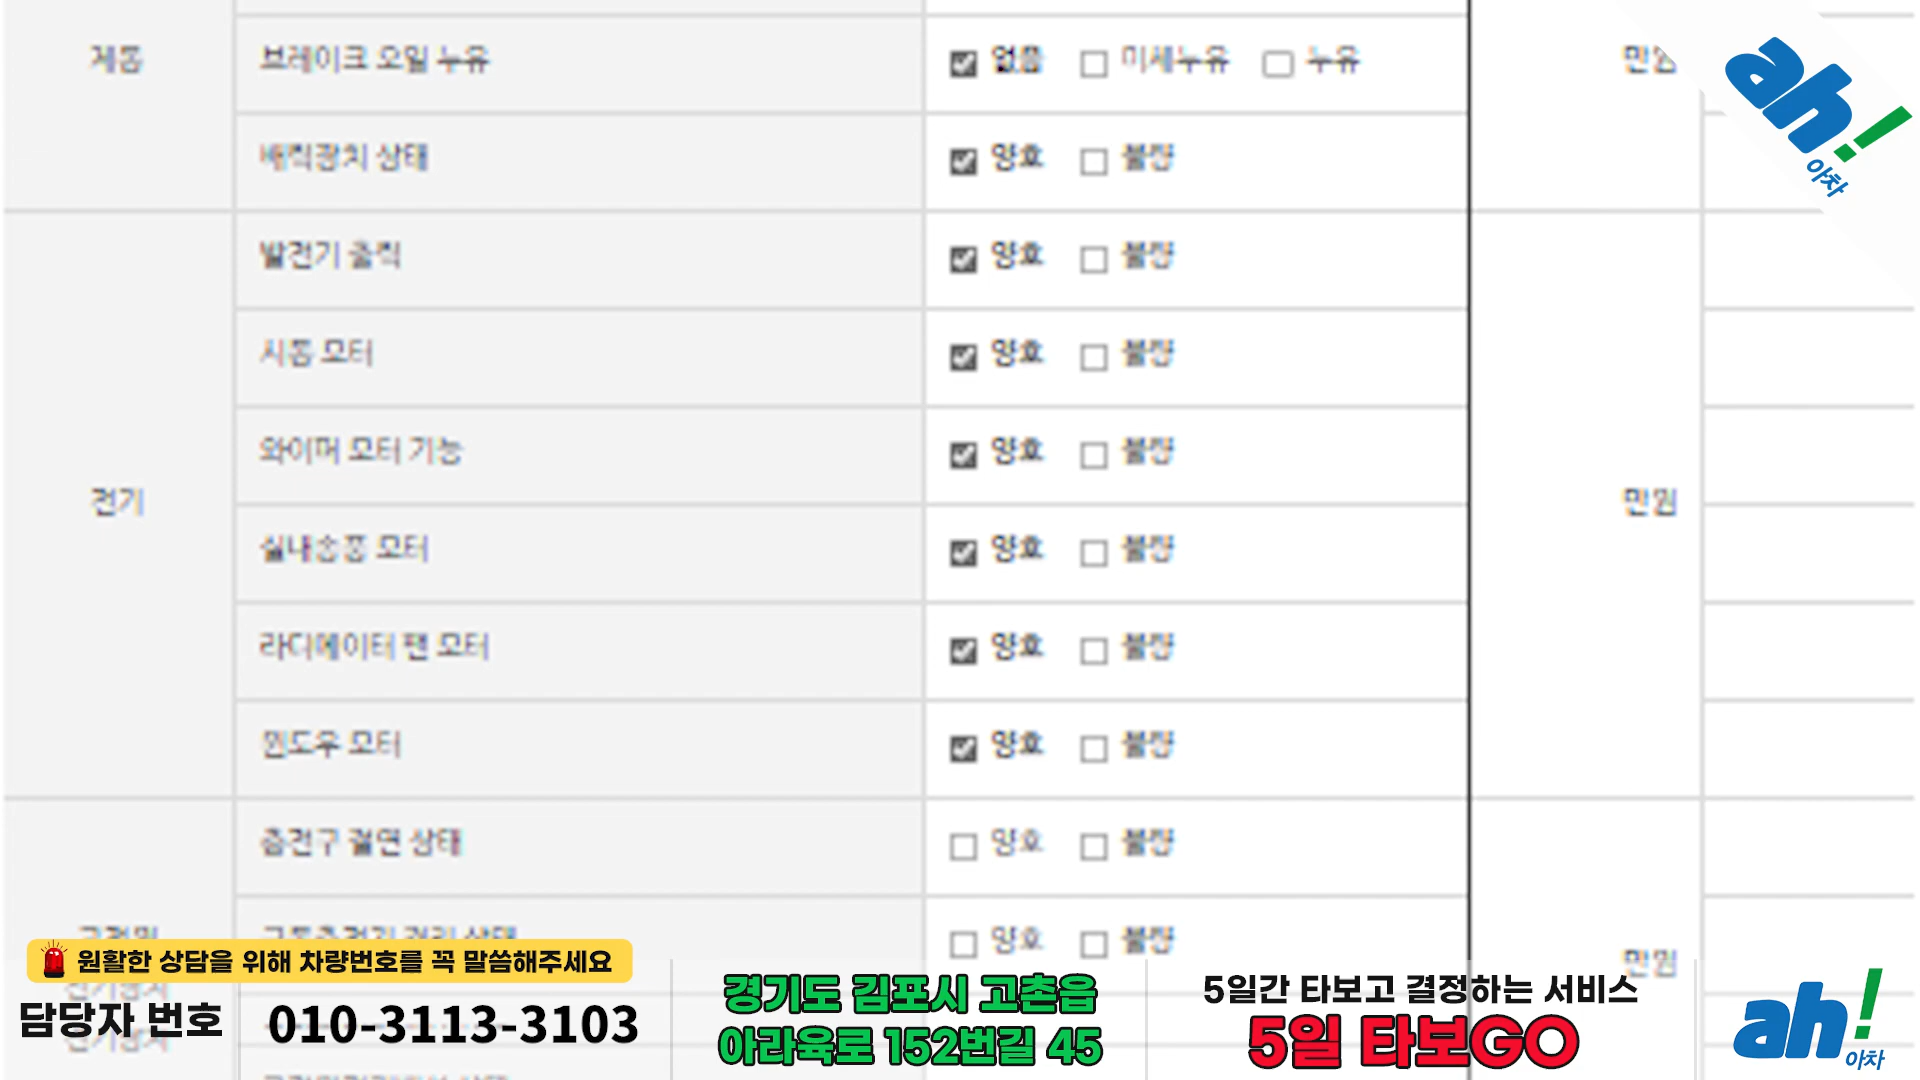 제동
브레이크 오일 누유
없음 미세누유 누유
만원
배력장치 상태
양호 불량
발전기 출력
양호 불량
시동 모터
양호 불량
와이퍼 모터 기능
양호 불량
전기
만원
실내송풍 모터
양호 불량
라디에이터 팬 모터
양호 불량
윈도우 모터
양호 불량
충전구 절연 상태
양호 불량
양호 불량
만원
ah!
아차
원활한 상담을 위해 차량번호를 꼭 말씀해주세요
담당자 번호
010-3113-3103
경기도 김포시 고촌읍
아라육로 152번길 45
5일간 타보고 결정하는 서비스
5일 타보GO
ah!
아차